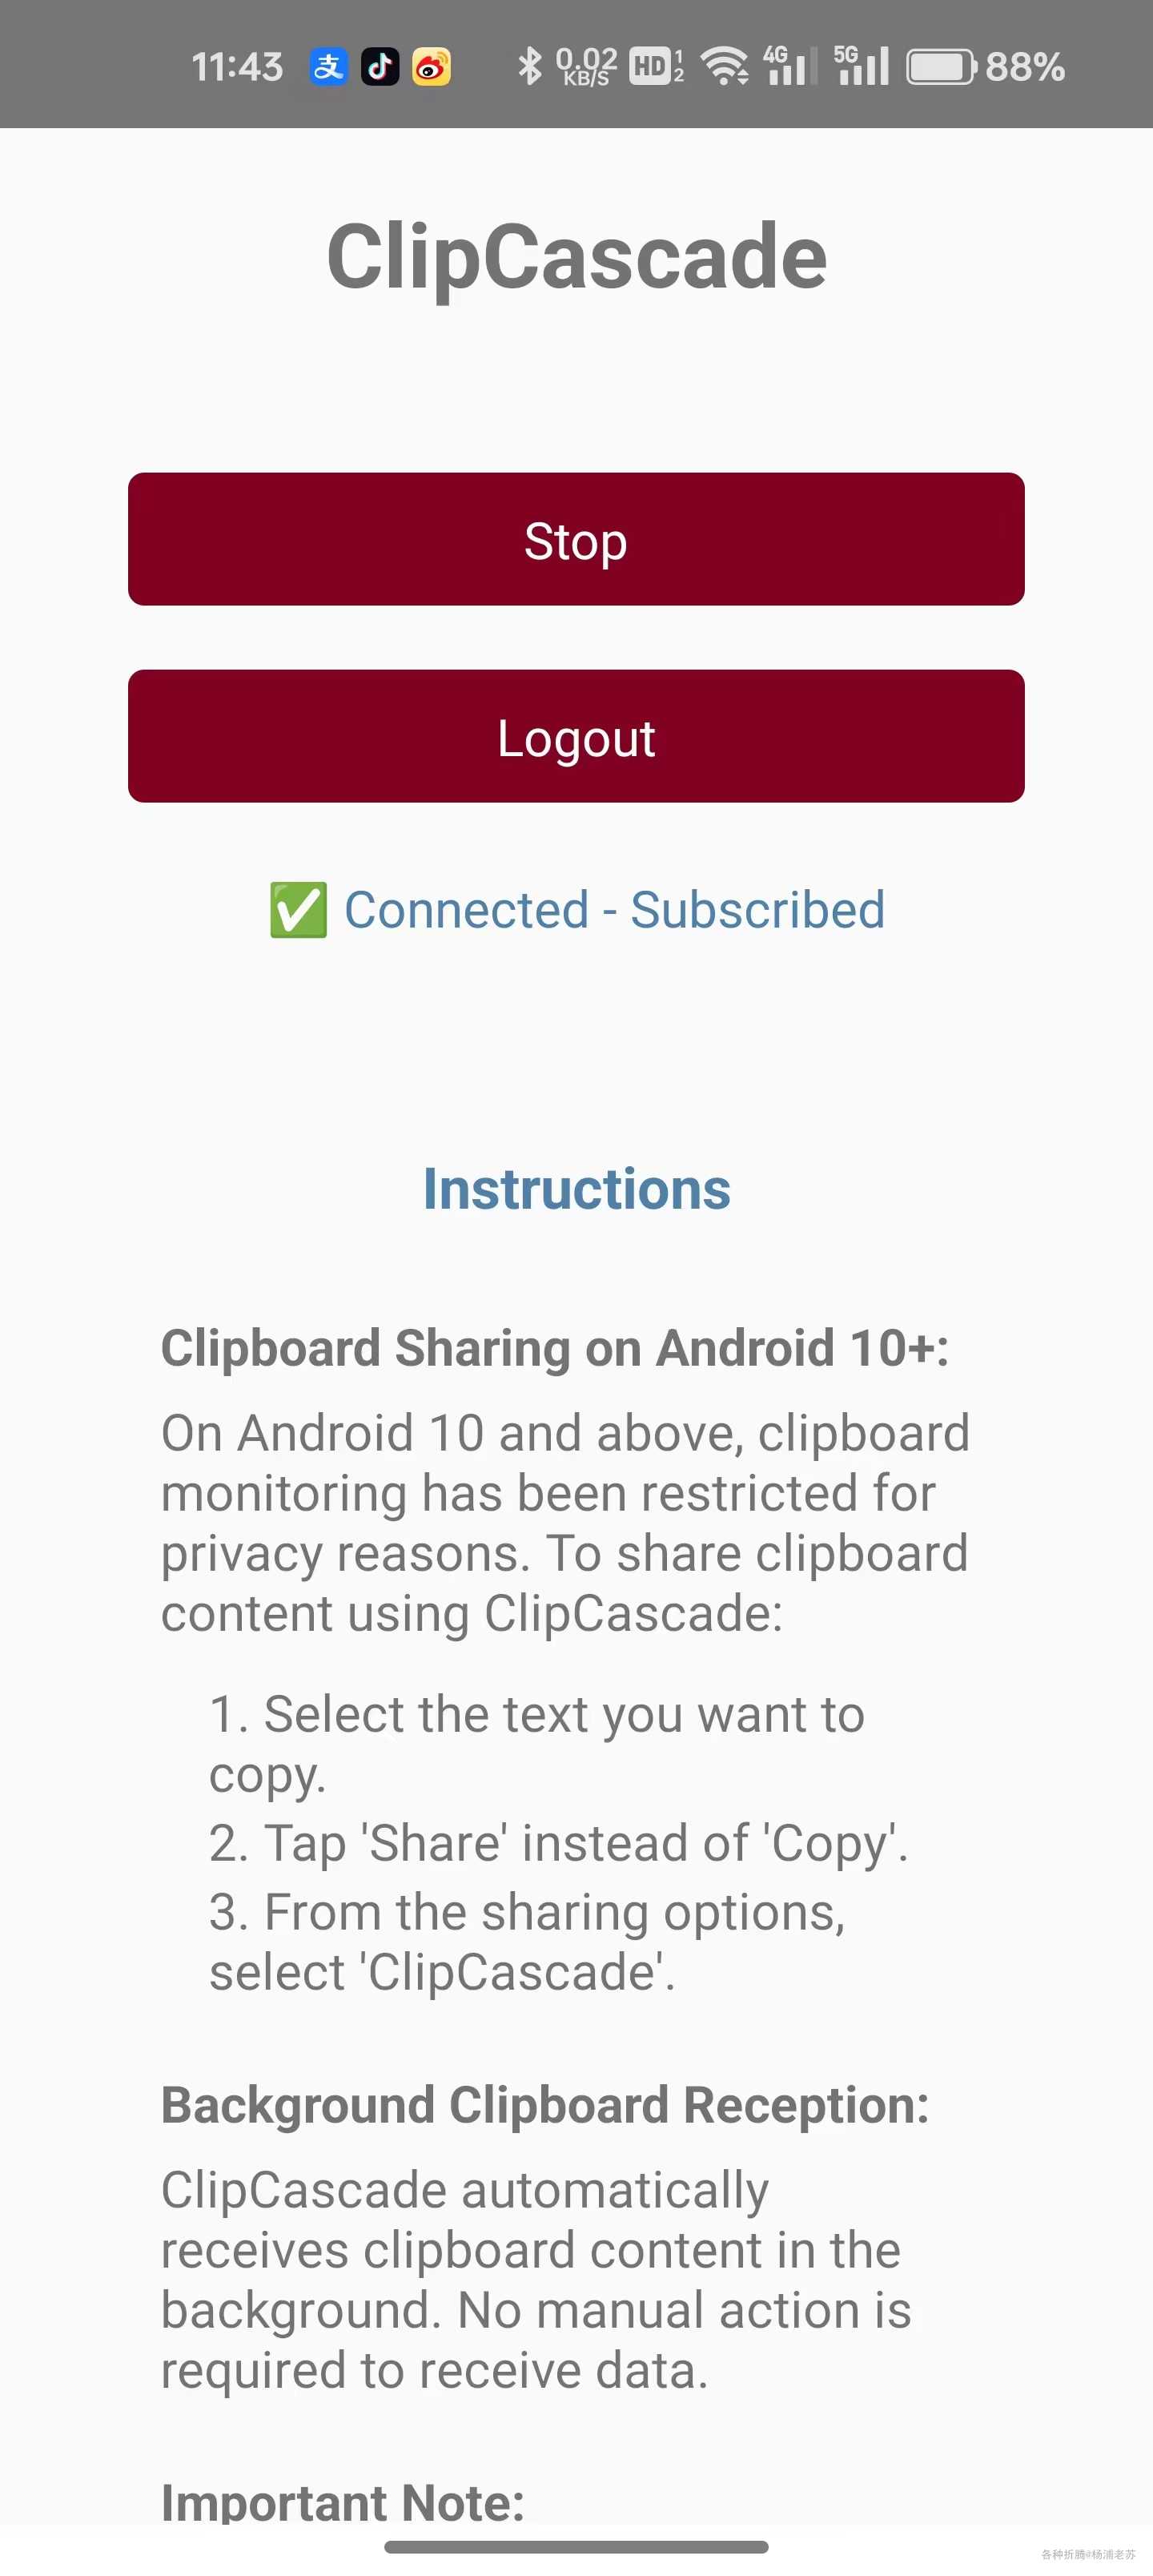 11:43 支 0.02 KB/S HD 1 2 4G 5G 88%
ClipCascade
Stop
Logout
✅ Connected - Subscribed
Instructions
Clipboard Sharing on Android 10+:
On Android 10 and above, clipboard
monitoring has been restricted for
privacy reasons. To share clipboard
content using ClipCascade:
1. Select the text you want to
copy.
2. Tap 'Share' instead of 'Copy'.
3. From the sharing options,
select 'ClipCascade'.
Background Clipboard Reception:
ClipCascade automatically
receives clipboard content in the
background. No manual action is
required to receive data.
Important Note:
各种折腾#杨浦老苏